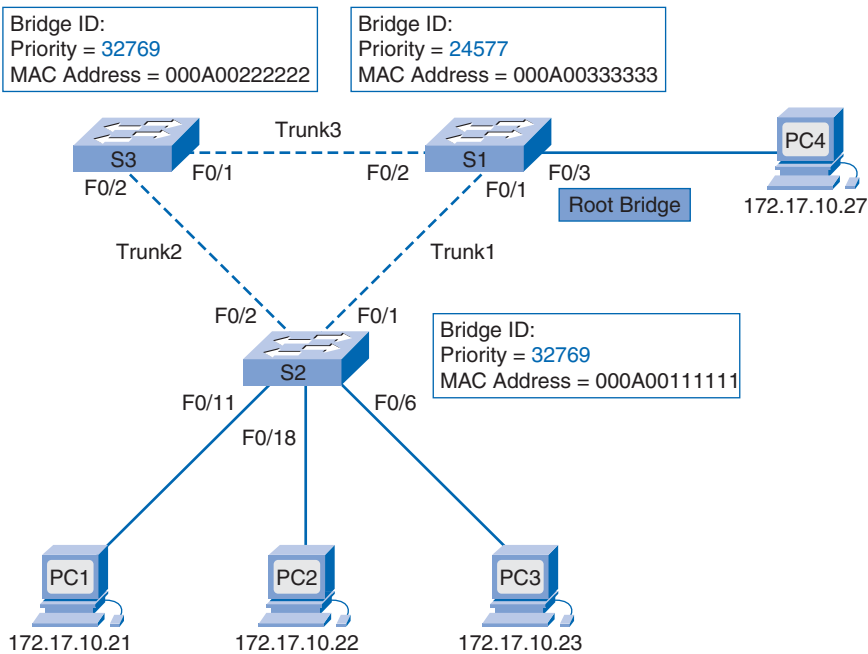 Bridge ID:
Priority = 32769
MAC Address = 000A00222222
Bridge ID:
Priority = 24577
MAC Address = 000A00333333
Trunk3
S3
F0/1
F0/2
F0/2
S1
F0/3
F0/1
Root Bridge
PC4
172.17.10.27
Trunk2
Trunk1
F0/2
F0/1
S2
Bridge ID:
Priority = 32769
MAC Address = 000A00111111
F0/11
F0/18
F0/6
PC1
PC2
PC3
172.17.10.21
172.17.10.22
172.17.10.23